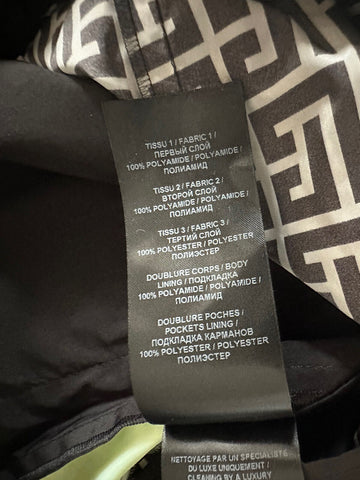 TISSU 1 / FABRIC 1 /
ПЕРВЫЙ СЛОЙ
100% POLYAMIDE / POLYAMIDE /
ПОЛИАМИД
TISSU 2 / FABRIC 2 /
ВТОРОЙ СЛОЙ
100% POLYAMIDE / POLYAMIDE /
ПОЛИАМИД
TISSU 3 / FABRIC 3 /
ТЕРТИЙ СЛОЙ
100% POLYESTER / POLYESTER
ПОЛИЭСТЕР
DOUBLURE CORPS / BODY
LINING / ПОДКЛАДКА
100% POLYAMIDE / POLYAMIDE /
ПОЛИАМИД
DOUBLURE POCHES /
POCKETS LINING /
ПОДКЛАДКА КАРМАНОВ
100% POLYESTER / POLYESTER
ПОЛИЭСТЕР
NETTOYAGE PAR UN SPECIALISTE
DU LUXE UNIQUEMENT /
CLEANING BY A LUXURY